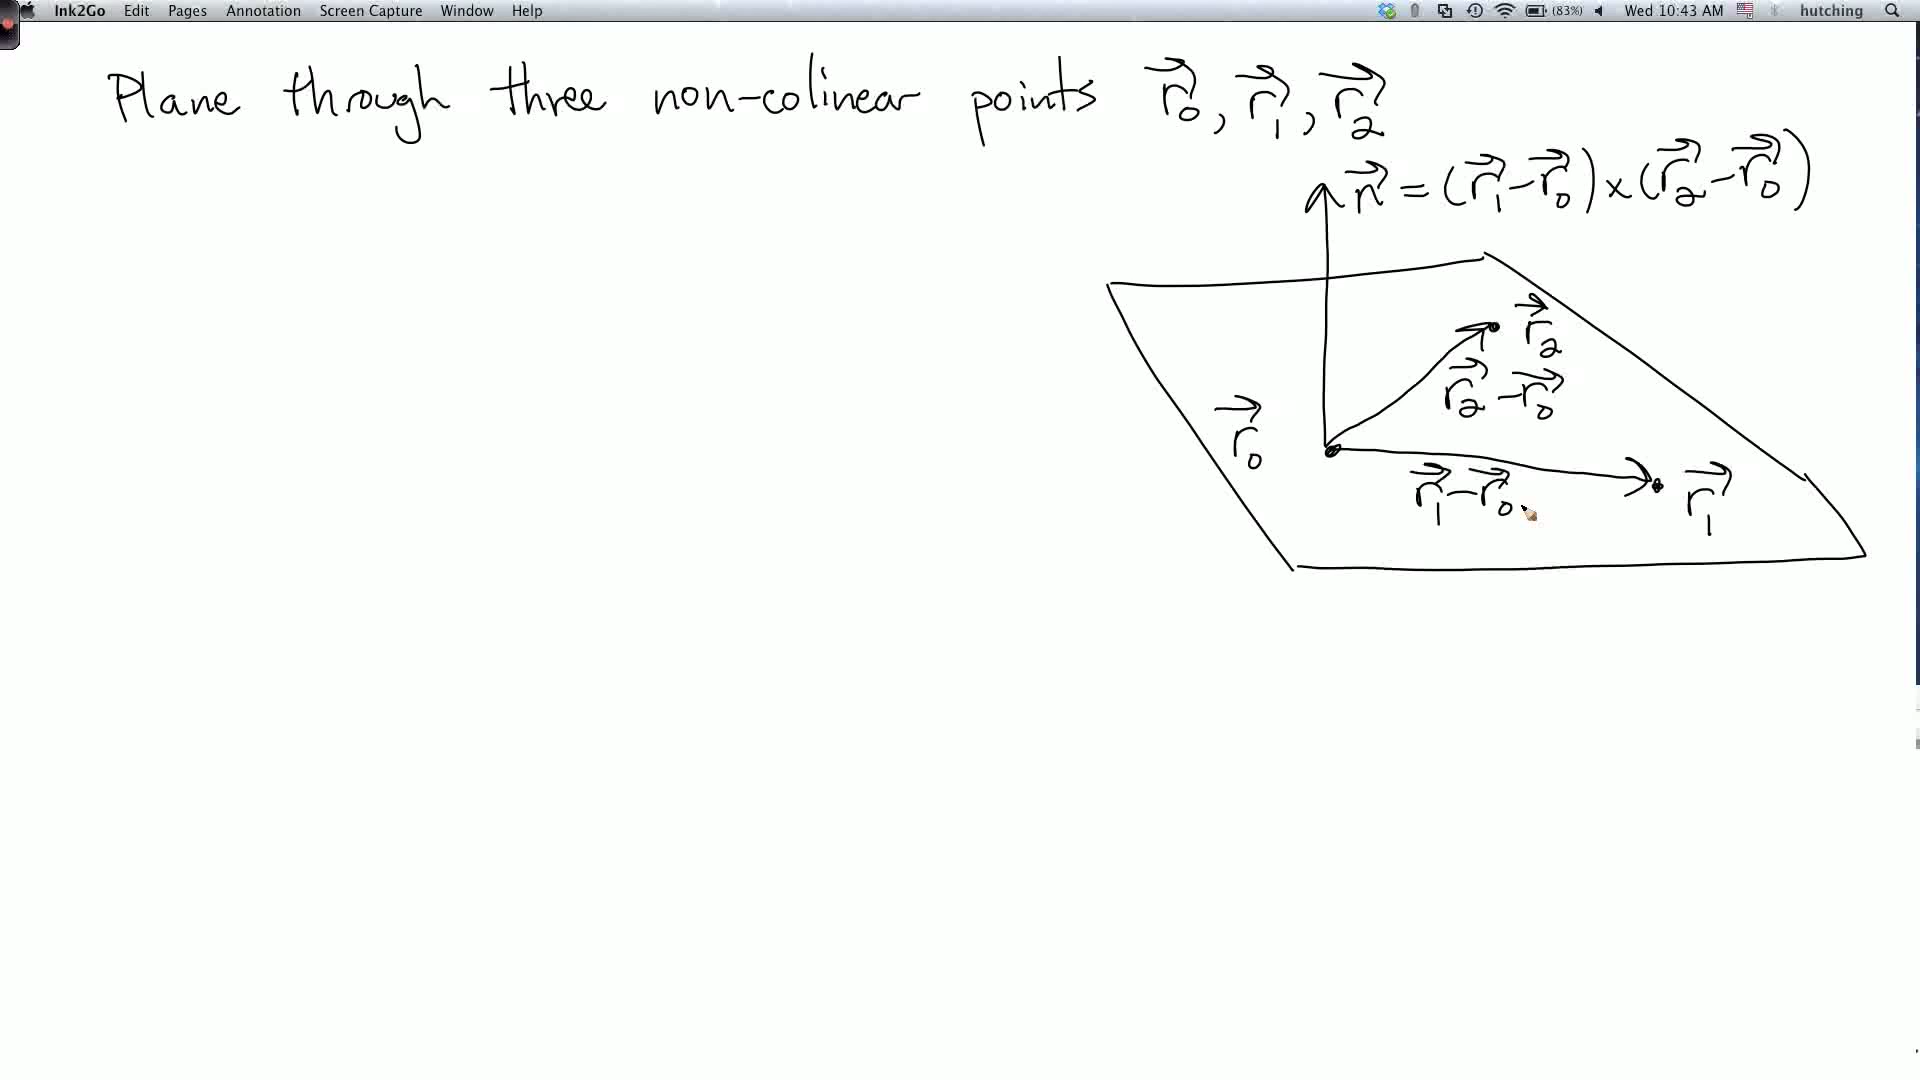 Ink2Go Edit Pages Annotation Screen Capture Window Help (83%) Wed 10:43 AM hutching
Plane through three non-colinear points r⃗₀, r⃗₁, r⃗₂
n⃗ = (r⃗₁-r⃗₀)×(r⃗₂-r⃗₀)
r⃗₂
r⃗₂-r⃗₀
r⃗₀
r⃗₁-r⃗₀
r⃗₁